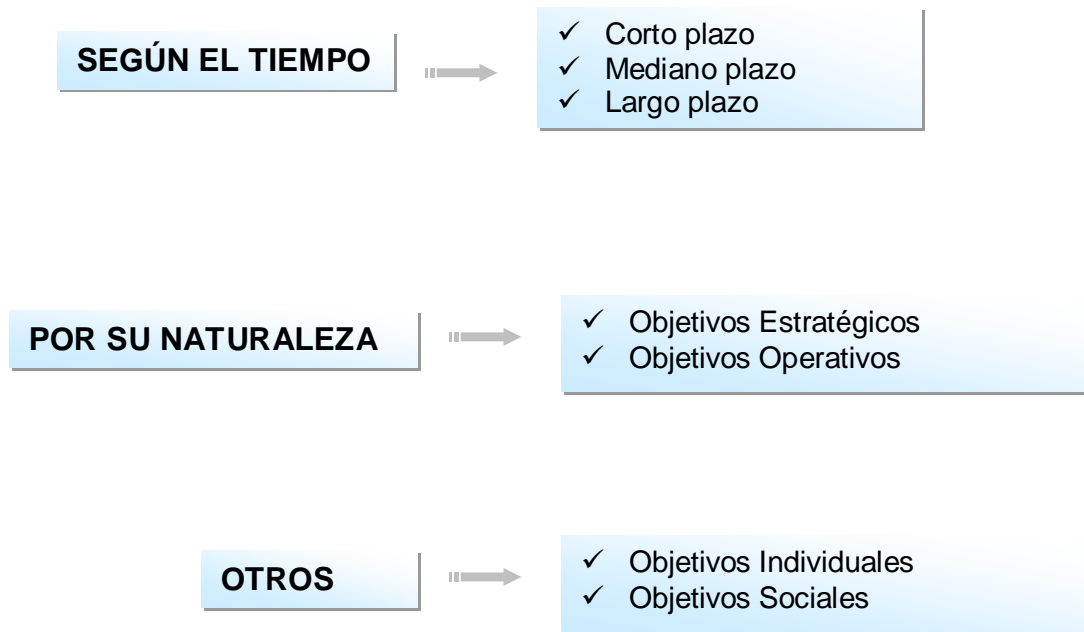 SEGÚN EL TIEMPO
✓ Corto plazo
✓ Mediano plazo
✓ Largo plazo
POR SU NATURALEZA
✓ Objetivos Estratégicos
✓ Objetivos Operativos
OTROS
✓ Objetivos Individuales
✓ Objetivos Sociales